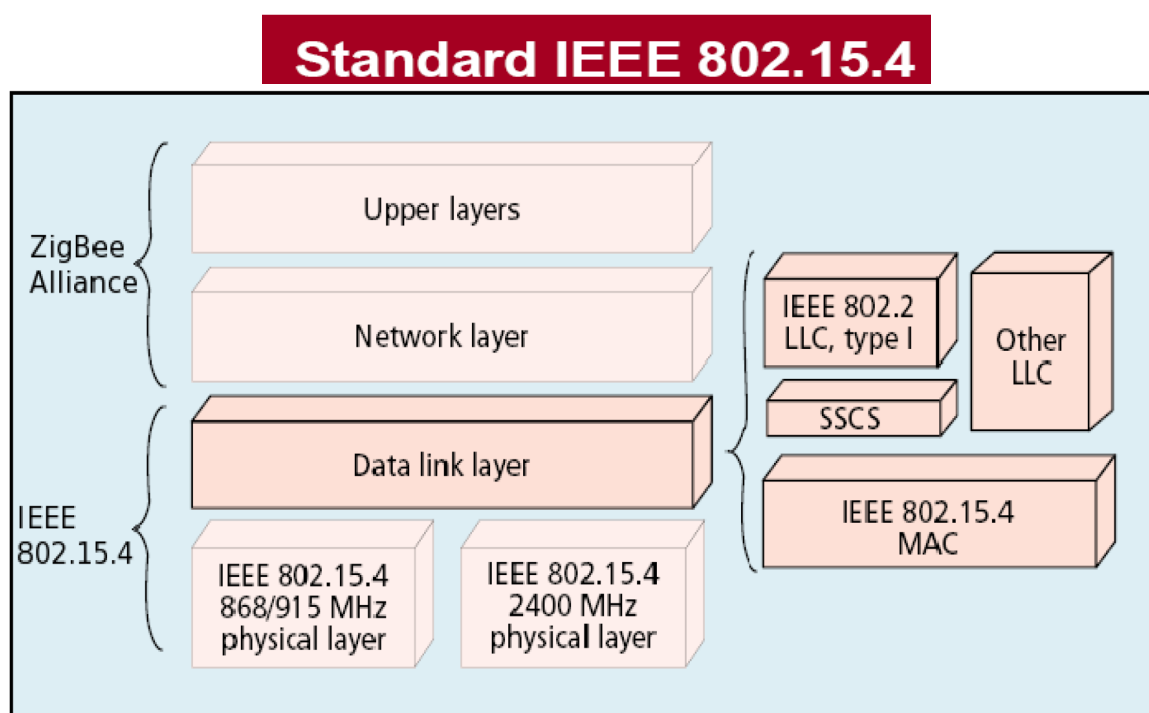 Standard IEEE 802.15.4
ZigBee
Alliance
Upper layers
Network layer
IEEE
802.15.4
Data link layer
IEEE 802.15.4
868/915 MHz
physical layer
IEEE 802.15.4
2400 MHz
physical layer
IEEE 802.2
LLC, type I
Other
LLC
SSCS
IEEE 802.15.4
MAC